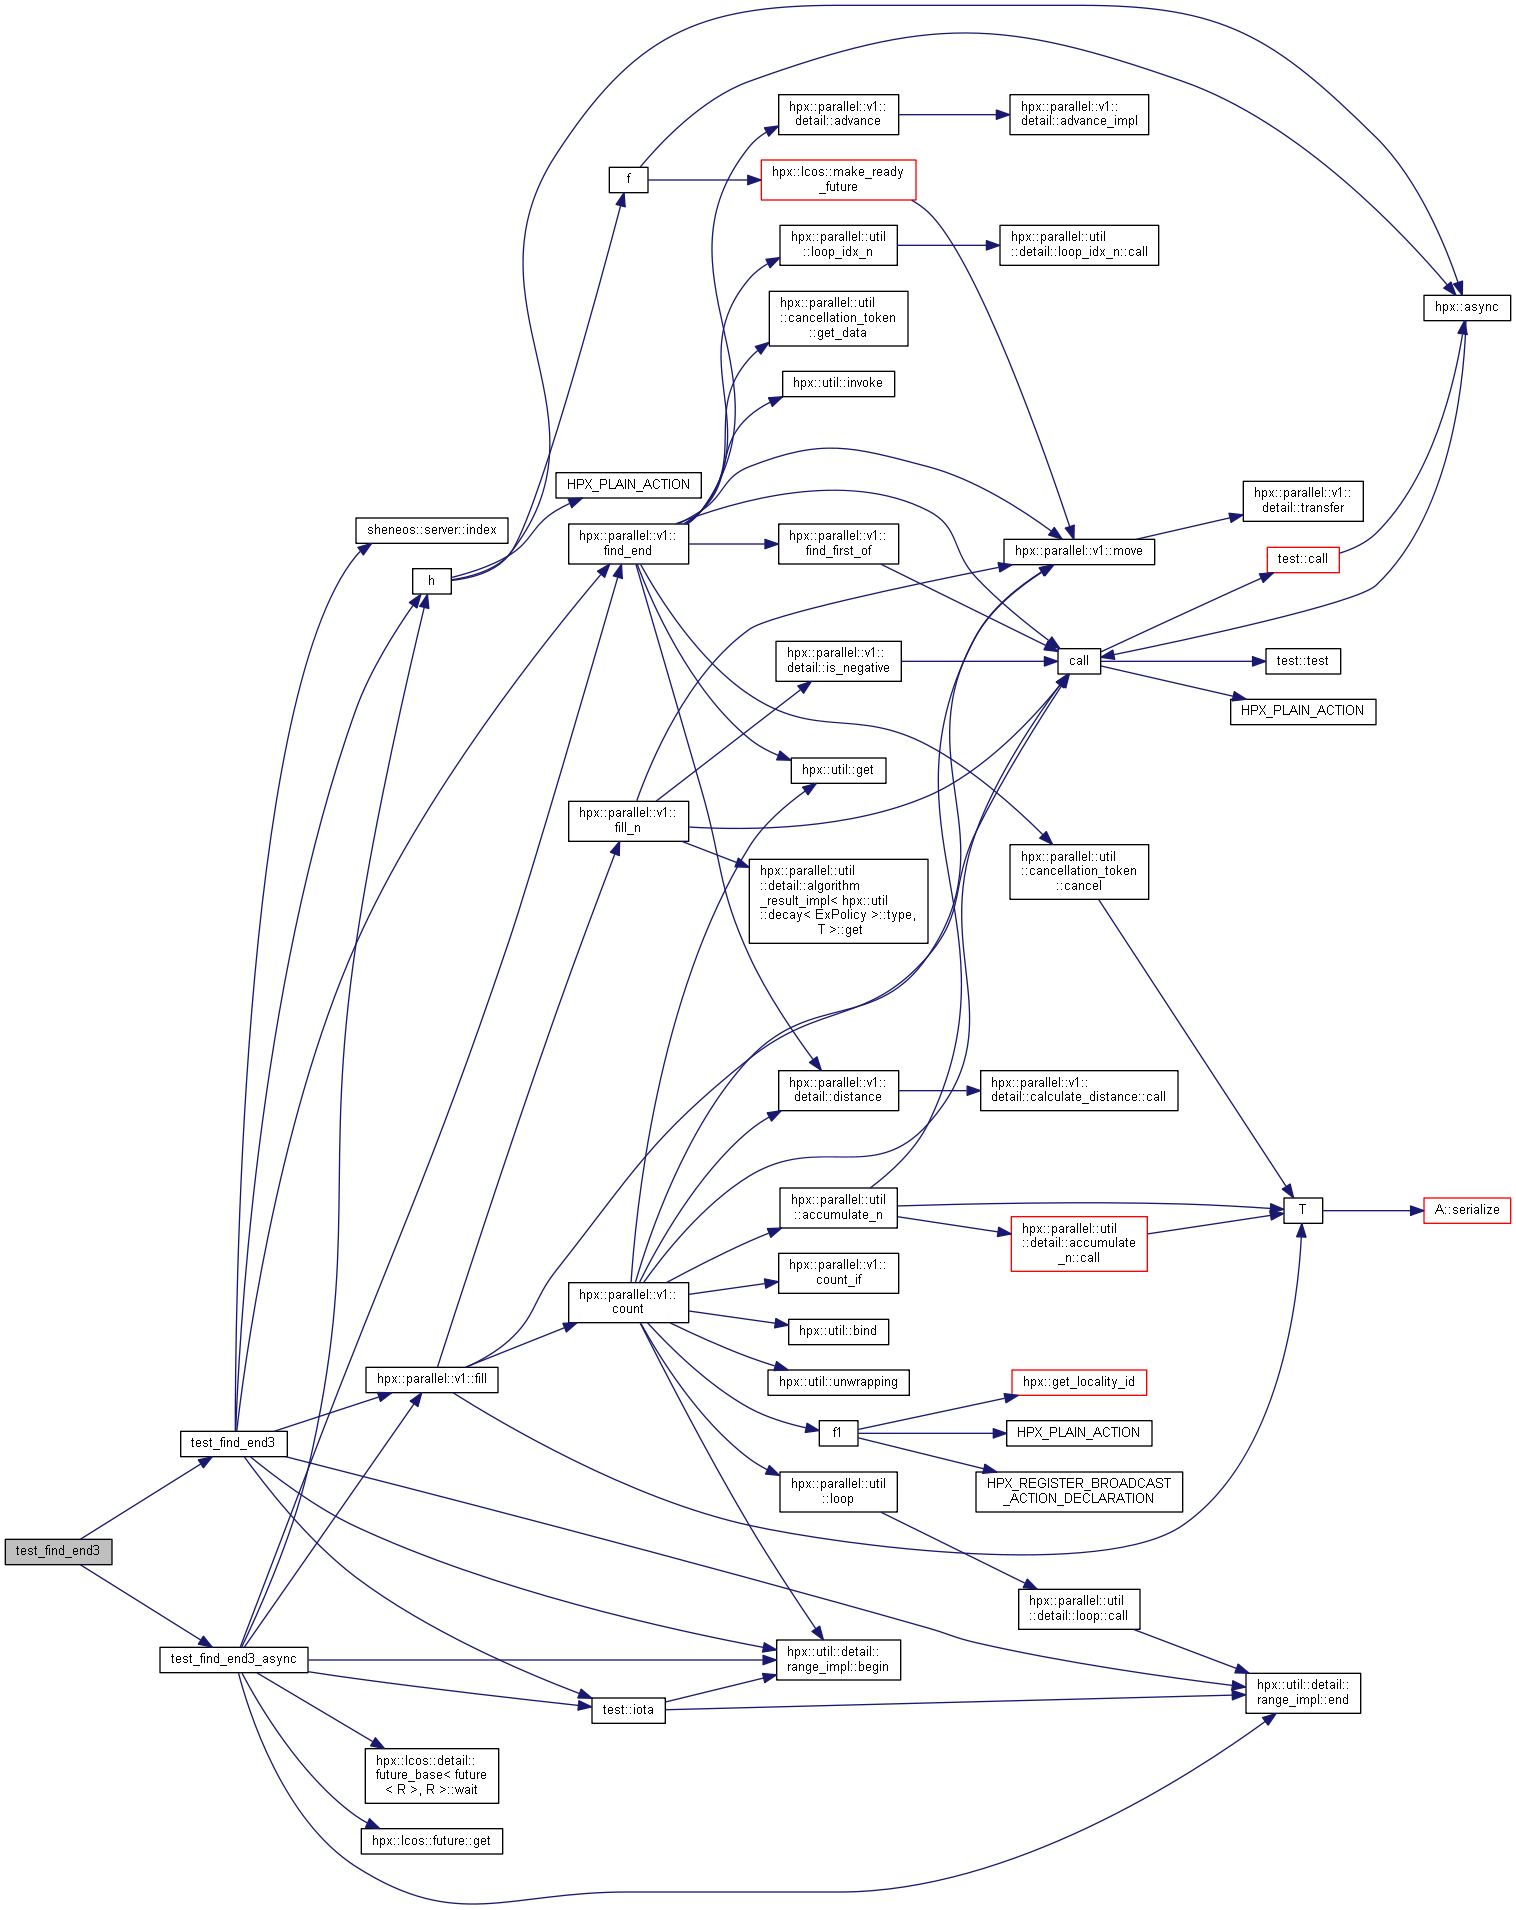 hpx::parallel::v1::
detail::advance
hpx::parallel::v1::
detail::advance_impl
f
hpx::lcos::make_ready
_future
hpx::parallel::util
::loop_idx_n
hpx::parallel::util
::detail::loop_idx_n::call
hpx::parallel::util
::cancellation_token
::get_data
hpx::async
hpx::util::invoke
HPX_PLAIN_ACTION
hpx::parallel::v1::
detail::transfer
sheneos::server::index
hpx::parallel::v1::
find_end
hpx::parallel::v1::
find_first_of
hpx::parallel::v1::move
test::call
h
hpx::parallel::v1::
detail::is_negative
call
test::test
HPX_PLAIN_ACTION
hpx::util::get
hpx::parallel::v1::
fill_n
hpx::parallel::util
::detail::algorithm
_result_impl< hpx::util
::decay< ExPolicy >::type,
T >::get
hpx::parallel::util
::cancellation_token
::cancel
hpx::parallel::v1::
detail::distance
hpx::parallel::v1::
detail::calculate_distance::call
hpx::parallel::util
::accumulate_n
T
A::serialize
hpx::parallel::util
::detail::accumulate
_n::call
hpx::parallel::v1::
count_if
hpx::parallel::v1::
count
hpx::util::bind
hpx::parallel::v1::fill
hpx::util::unwrapping
hpx::get_locality_id
f1
HPX_PLAIN_ACTION
test_find_end3
hpx::parallel::util
::loop
HPX_REGISTER_BROADCAST
_ACTION_DECLARATION
test_find_end3
hpx::parallel::util
::detail::loop::call
test_find_end3_async
hpx::util::detail::
range_impl::begin
hpx::util::detail::
range_impl::end
test::iota
hpx::lcos::detail::
future_base< future
< R >, R >::wait
hpx::lcos::future::get